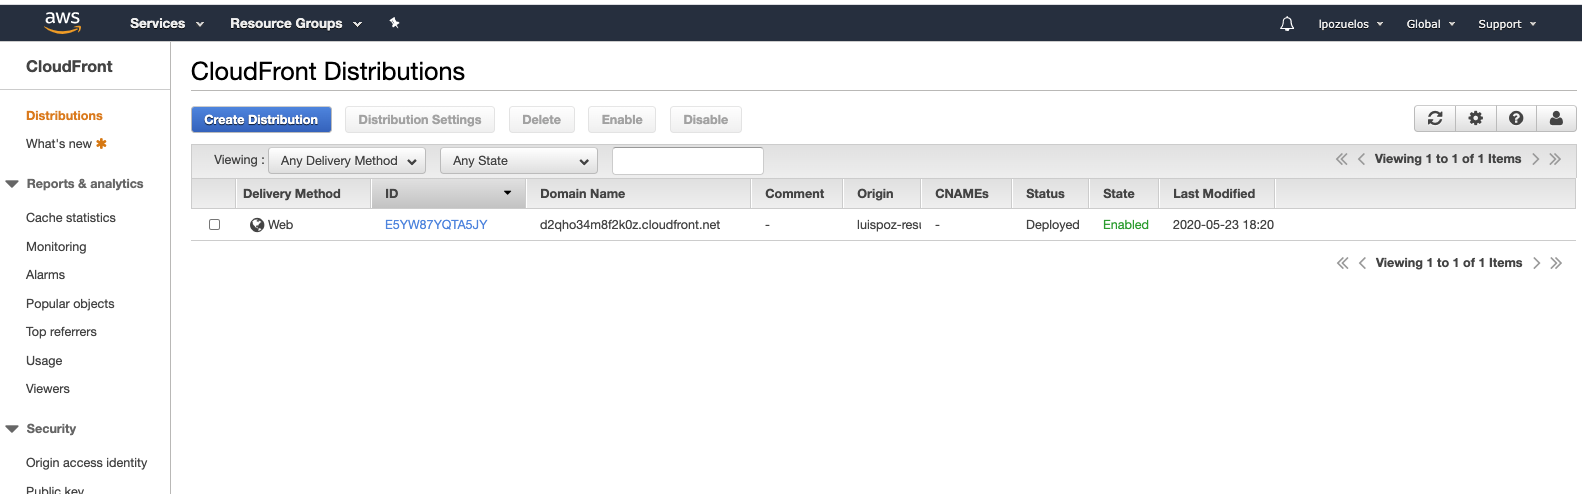 aws Services Resource Groups lpozuelos Global Support
CloudFront
Distributions
What's new
Reports & analytics
Cache statistics
Monitoring
Alarms
Popular objects
Top referrers
Usage
Viewers
Security
Origin access identity
Public key
CloudFront Distributions
Create Distribution Distribution Settings Delete Enable Disable
Viewing : Any Delivery Method Any State Viewing 1 to 1 of 1 Items
Delivery Method ID Domain Name Comment Origin CNAMEs Status State Last Modified
Web E5YW87YQTA5JY d2qho34m8f2k0z.cloudfront.net - luispoz-resu - Deployed Enabled 2020-05-23 18:20
Viewing 1 to 1 of 1 Items